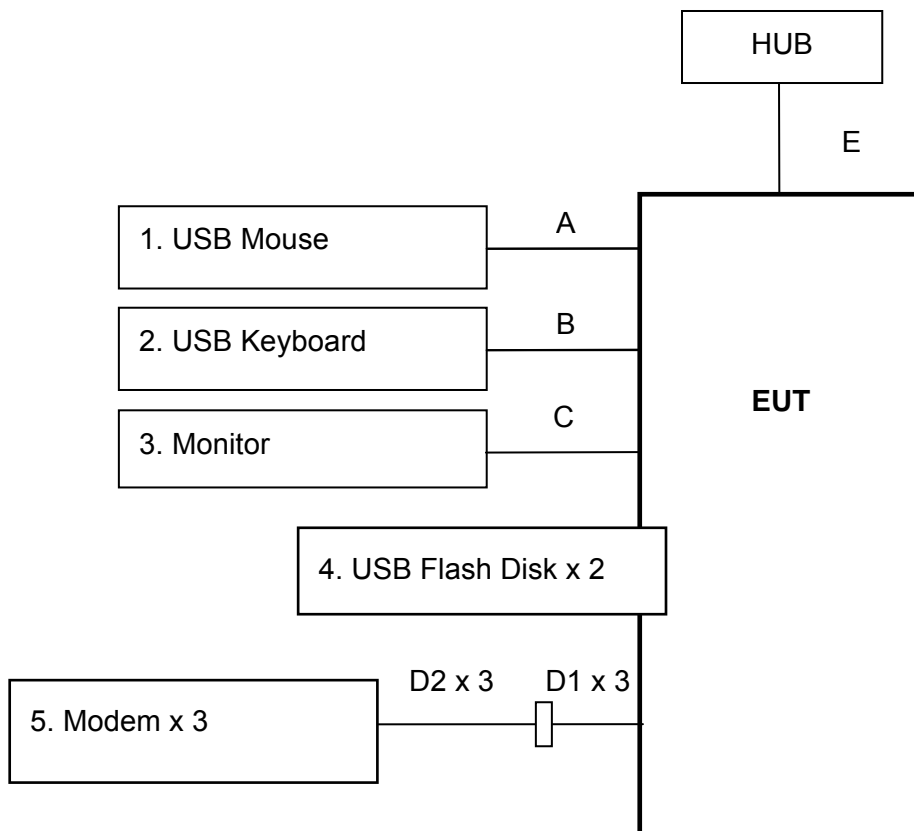 HUB
E
1. USB Mouse
A
2. USB Keyboard
B
EUT
3. Monitor
C
4. USB Flash Disk x 2
D2 x 3
D1 x 3
5. Modem x 3